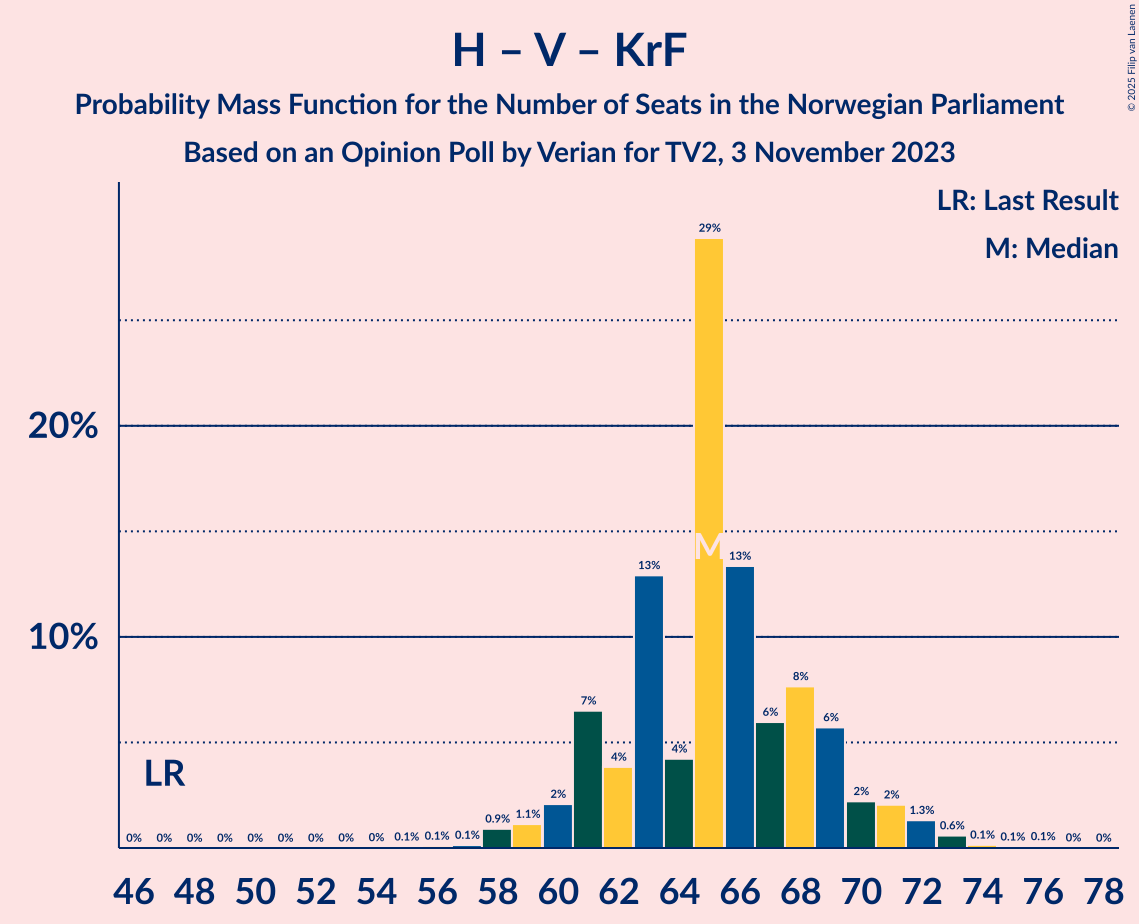 H – V – KrF
Probability Mass Function for the Number of Seats in the Norwegian Parliament
Based on an Opinion Poll by Verian for TV2, 3 November 2023
© 2025 Filip van Laenen
LR: Last Result
M: Median
20%
10%
LR
M
0% 0% 0% 0% 0% 0% 0% 0% 0% 0.1% 0.1% 0.1% 0.9% 1.1% 2% 7% 4% 13% 4% 29% 13% 6% 8% 6% 2% 2% 1.3% 0.6% 0.1% 0.1% 0.1% 0% 0%
46 48 50 52 54 56 58 60 62 64 66 68 70 72 74 76 78